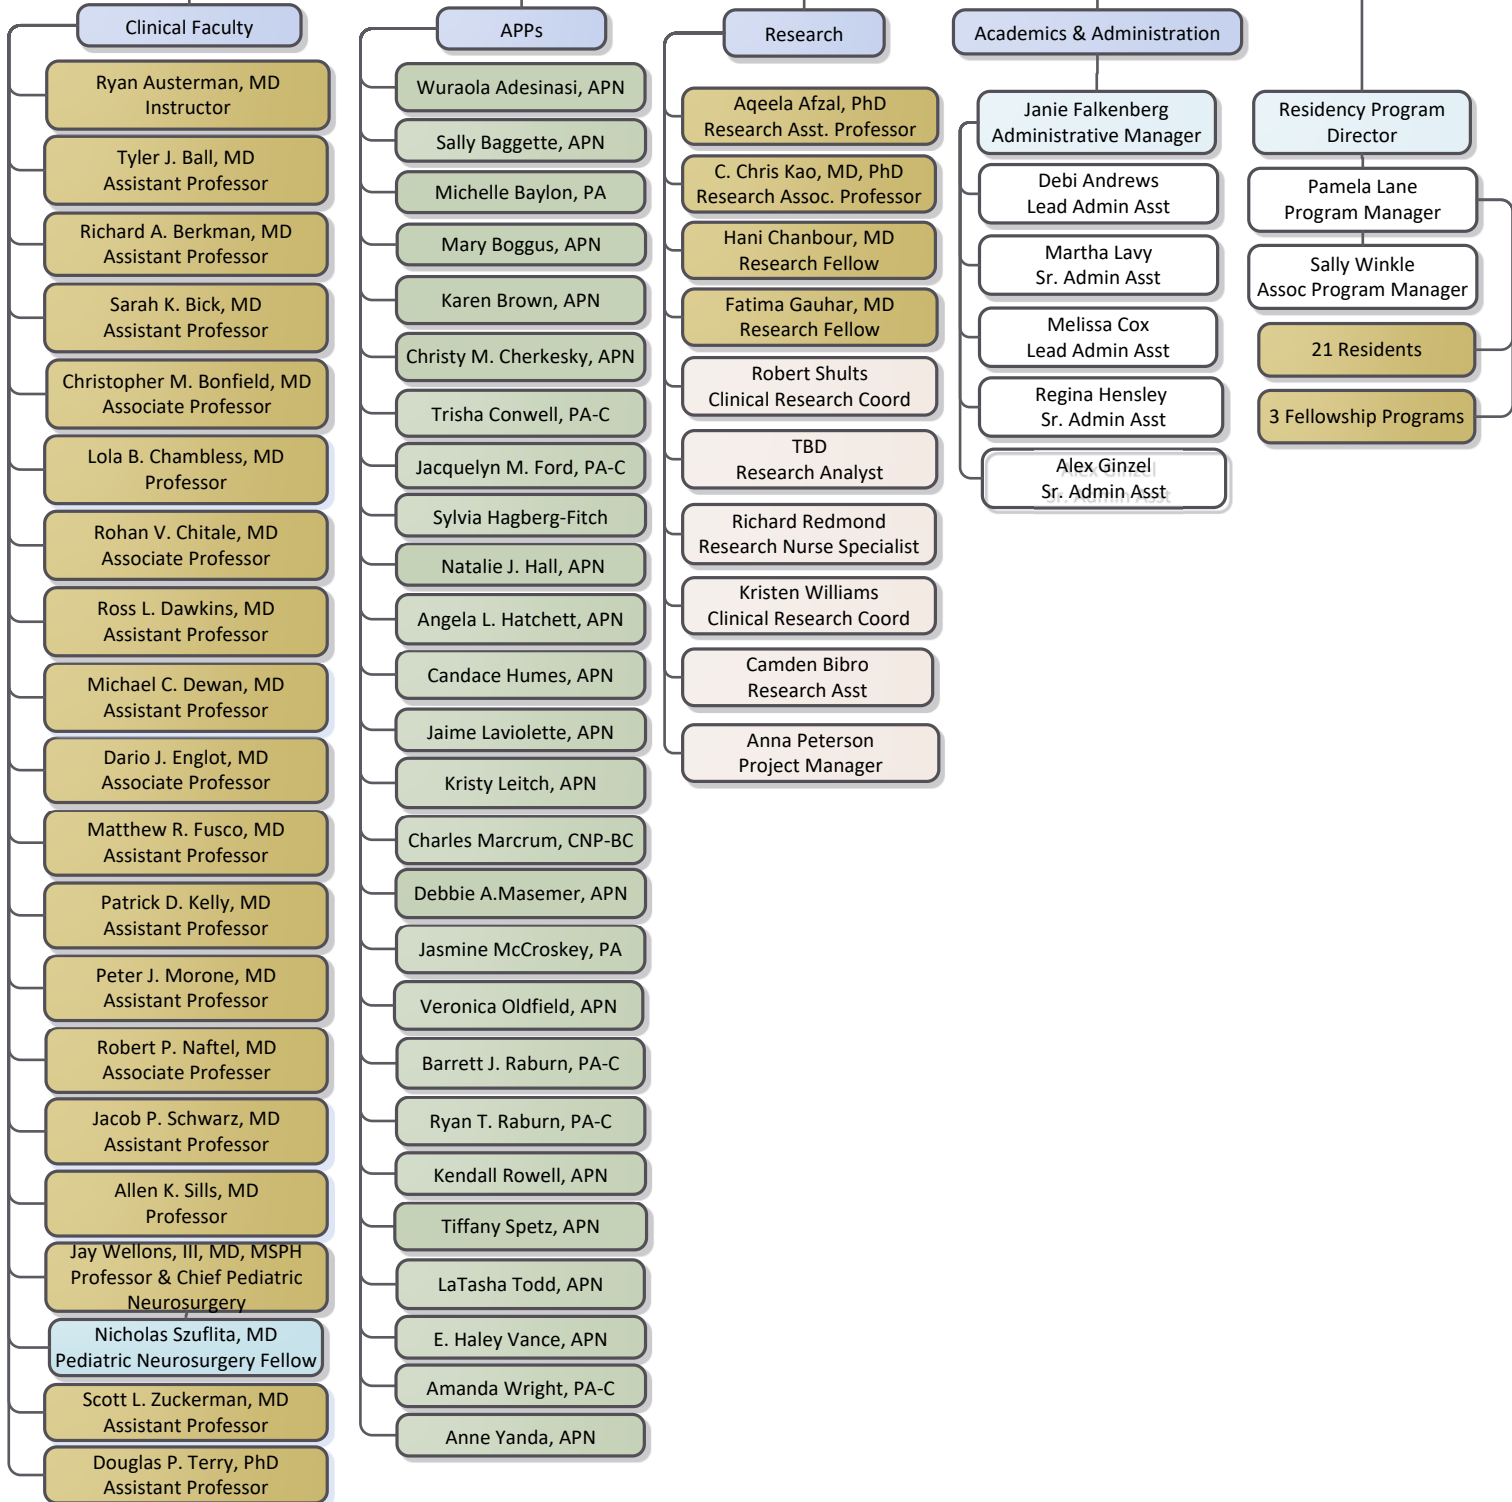 Clinical Faculty
Ryan Austerman, MD
Instructor
Tyler J. Ball, MD
Assistant Professor
Richard A. Berkman, MD
Assistant Professor
Sarah K. Bick, MD
Assistant Professor
Christopher M. Bonfield, MD
Associate Professor
Lola B. Chambless, MD
Professor
Rohan V. Chitale, MD
Associate Professor
Ross L. Dawkins, MD
Assistant Professor
Michael C. Dewan, MD
Assistant Professor
Dario J. Englot, MD
Associate Professor
Matthew R. Fusco, MD
Assistant Professor
Patrick D. Kelly, MD
Assistant Professor
Peter J. Morone, MD
Assistant Professor
Robert P. Naftel, MD
Associate Professer
Jacob P. Schwarz, MD
Assistant Professor
Allen K. Sills, MD
Professor
Jay Wellons, III, MD, MSPH
Professor & Chief Pediatric
Neurosurgery
Nicholas Szuflita, MD
Pediatric Neurosurgery Fellow
Scott L. Zuckerman, MD
Assistant Professor
Douglas P. Terry, PhD
Assistant Professor
APPs
Wuraola Adesinasi, APN
Sally Baggette, APN
Michelle Baylon, PA
Mary Boggus, APN
Karen Brown, APN
Christy M. Cherkesky, APN
Trisha Conwell, PA-C
Jacquelyn M. Ford, PA-C
Sylvia Hagberg-Fitch
Natalie J. Hall, APN
Angela L. Hatchett, APN
Candace Humes, APN
Jaime Laviolette, APN
Kristy Leitch, APN
Charles Marcrum, CNP-BC
Debbie A.Masemer, APN
Jasmine McCroskey, PA
Veronica Oldfield, APN
Barrett J. Raburn, PA-C
Ryan T. Raburn, PA-C
Kendall Rowell, APN
Tiffany Spetz, APN
LaTasha Todd, APN
E. Haley Vance, APN
Amanda Wright, PA-C
Anne Yanda, APN
Research
Aqeela Afzal, PhD
Research Asst. Professor
C. Chris Kao, MD, PhD
Research Assoc. Professor
Hani Chanbour, MD
Research Fellow
Fatima Gauhar, MD
Research Fellow
Robert Shults
Clinical Research Coord
TBD
Research Analyst
Richard Redmond
Research Nurse Specialist
Kristen Williams
Clinical Research Coord
Camden Bibro
Research Asst
Anna Peterson
Project Manager
Academics & Administration
Janie Falkenberg
Administrative Manager
Debi Andrews
Lead Admin Asst
Martha Lavy
Sr. Admin Asst
Melissa Cox
Lead Admin Asst
Regina Hensley
Sr. Admin Asst
Alex Ginzel
Sr. Admin Asst
Residency Program
Director
Pamela Lane
Program Manager
Sally Winkle
Assoc Program Manager
21 Residents
3 Fellowship Programs